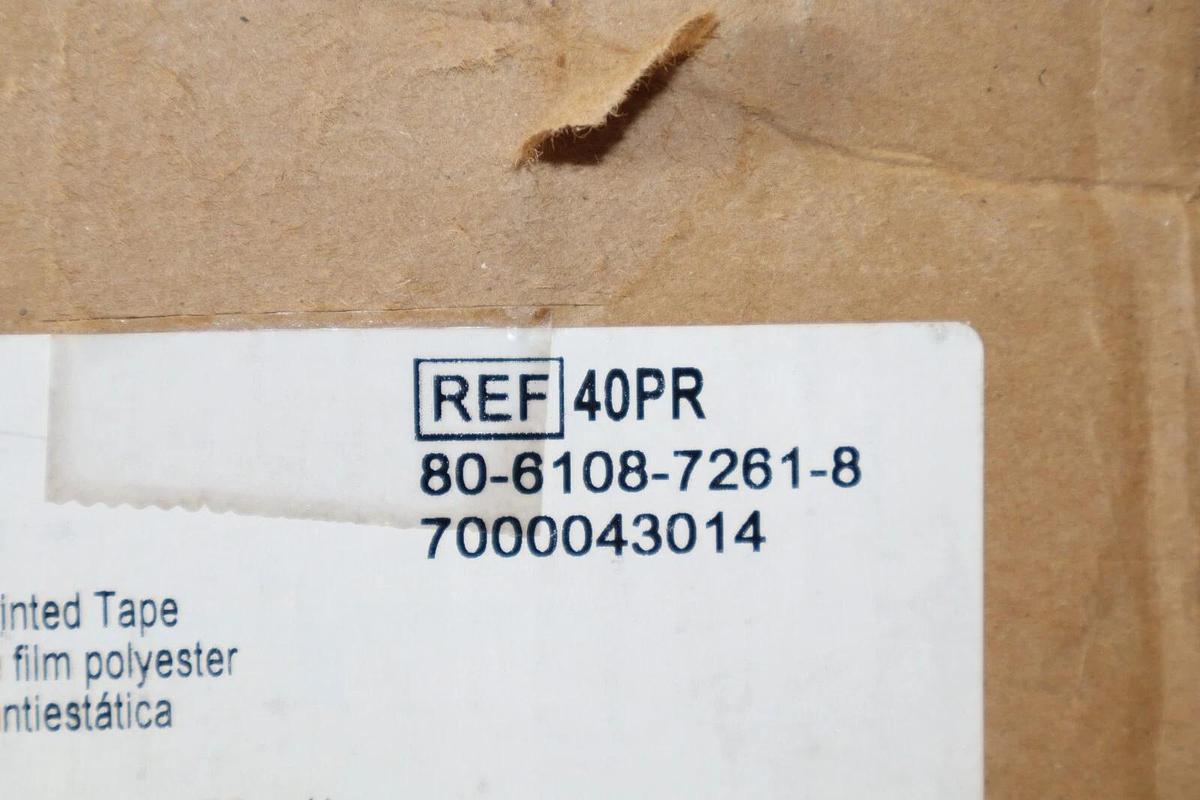 REF 40PR
80-6108-7261-8
7000043014
inted Tape
film polyester
ntiestática